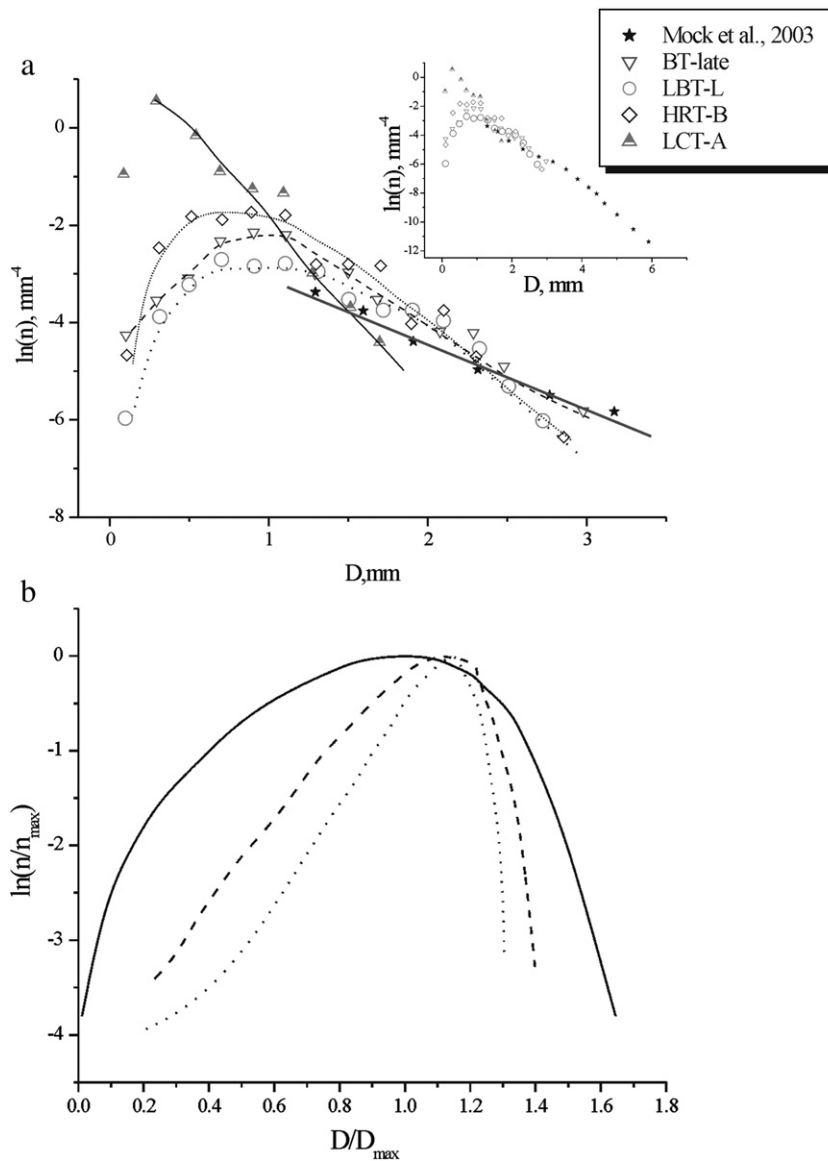 a
Mock et al., 2003
BT-late
LBT-L
HRT-B
LCT-A
0
-2
-4
-6
-8
ln(n), mm-4
0
1
2
3
D,mm
0
-2
-4
-6
-8
-10
-12
ln(n), mm-4
0
2
4
6
D, mm
b
0
-1
-2
-3
-4
ln(n/nmax)
0.0 0.2 0.4 0.6 0.8 1.0 1.2 1.4 1.6 1.8
D/Dmax